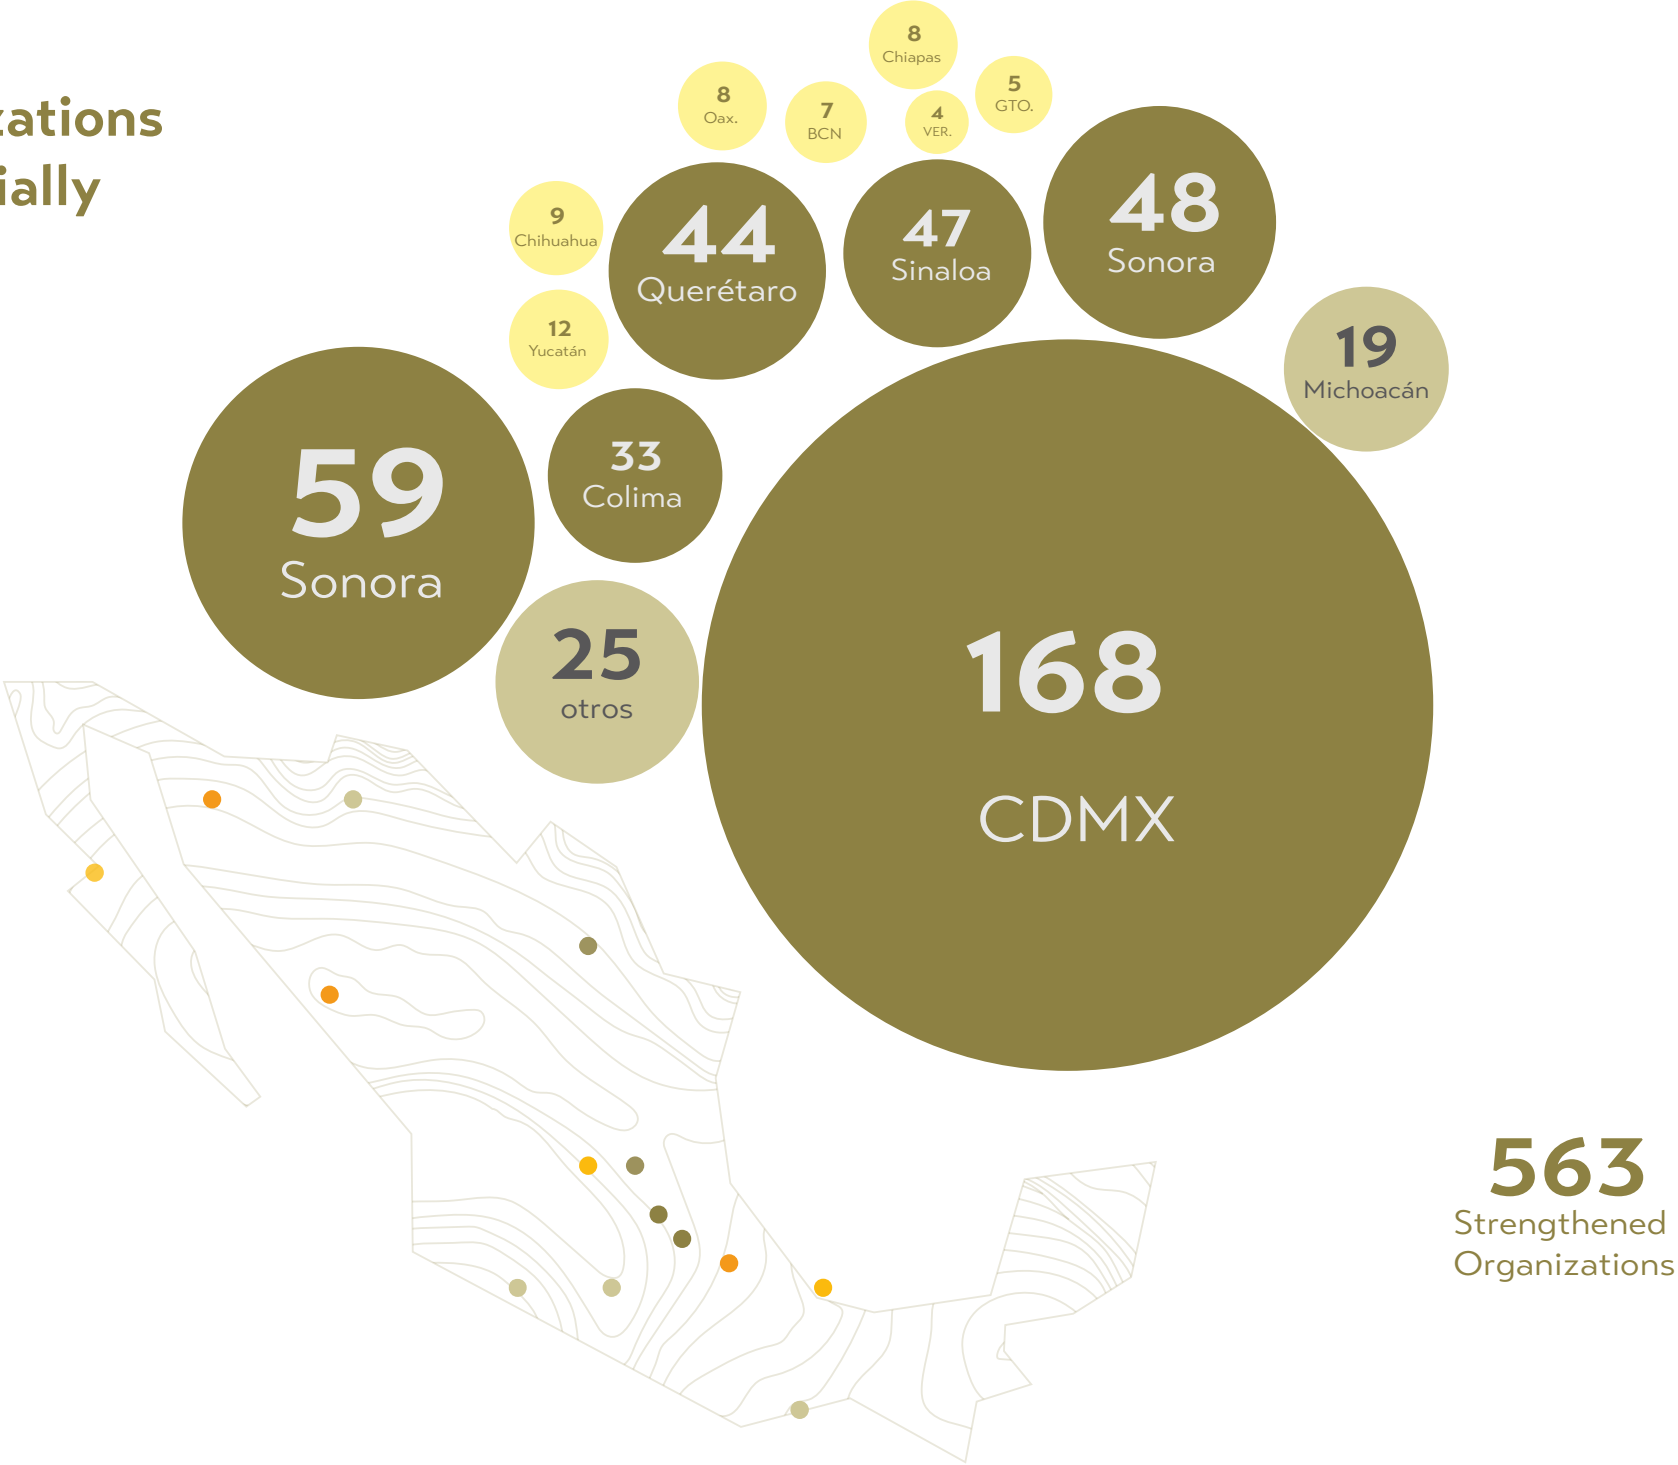 zations
ially
8
Chiapas
5
GTO.
8
Oax.
7
BCN
4
VER.
9
Chihuahua
44
Querétaro
47
Sinaloa
48
Sonora
12
Yucatán
19
Michoacán
59
Sonora
33
Colima
25
otros
168
CDMX
563
Strengthened
Organizations